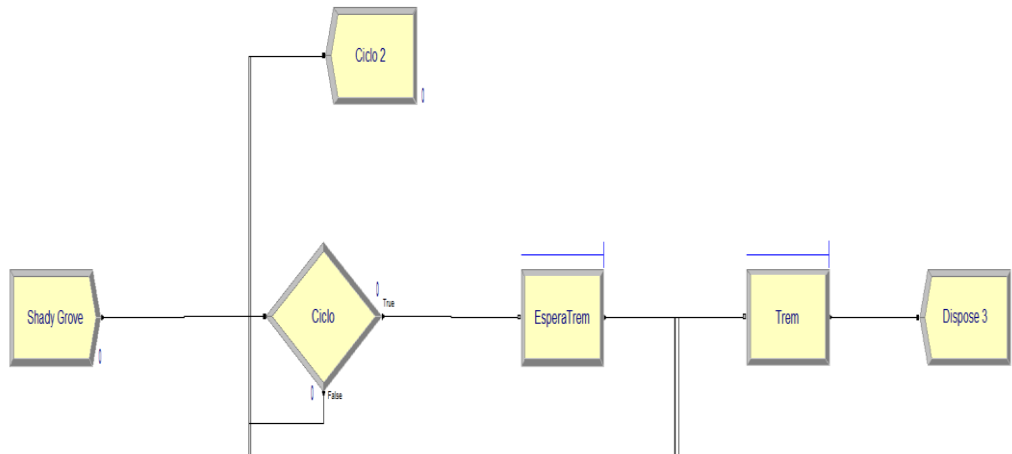 Ciclo 2
0
Shady Grove
0
Ciclo
0
True
0
False
EsperaTrem
Trem
Dispose 3